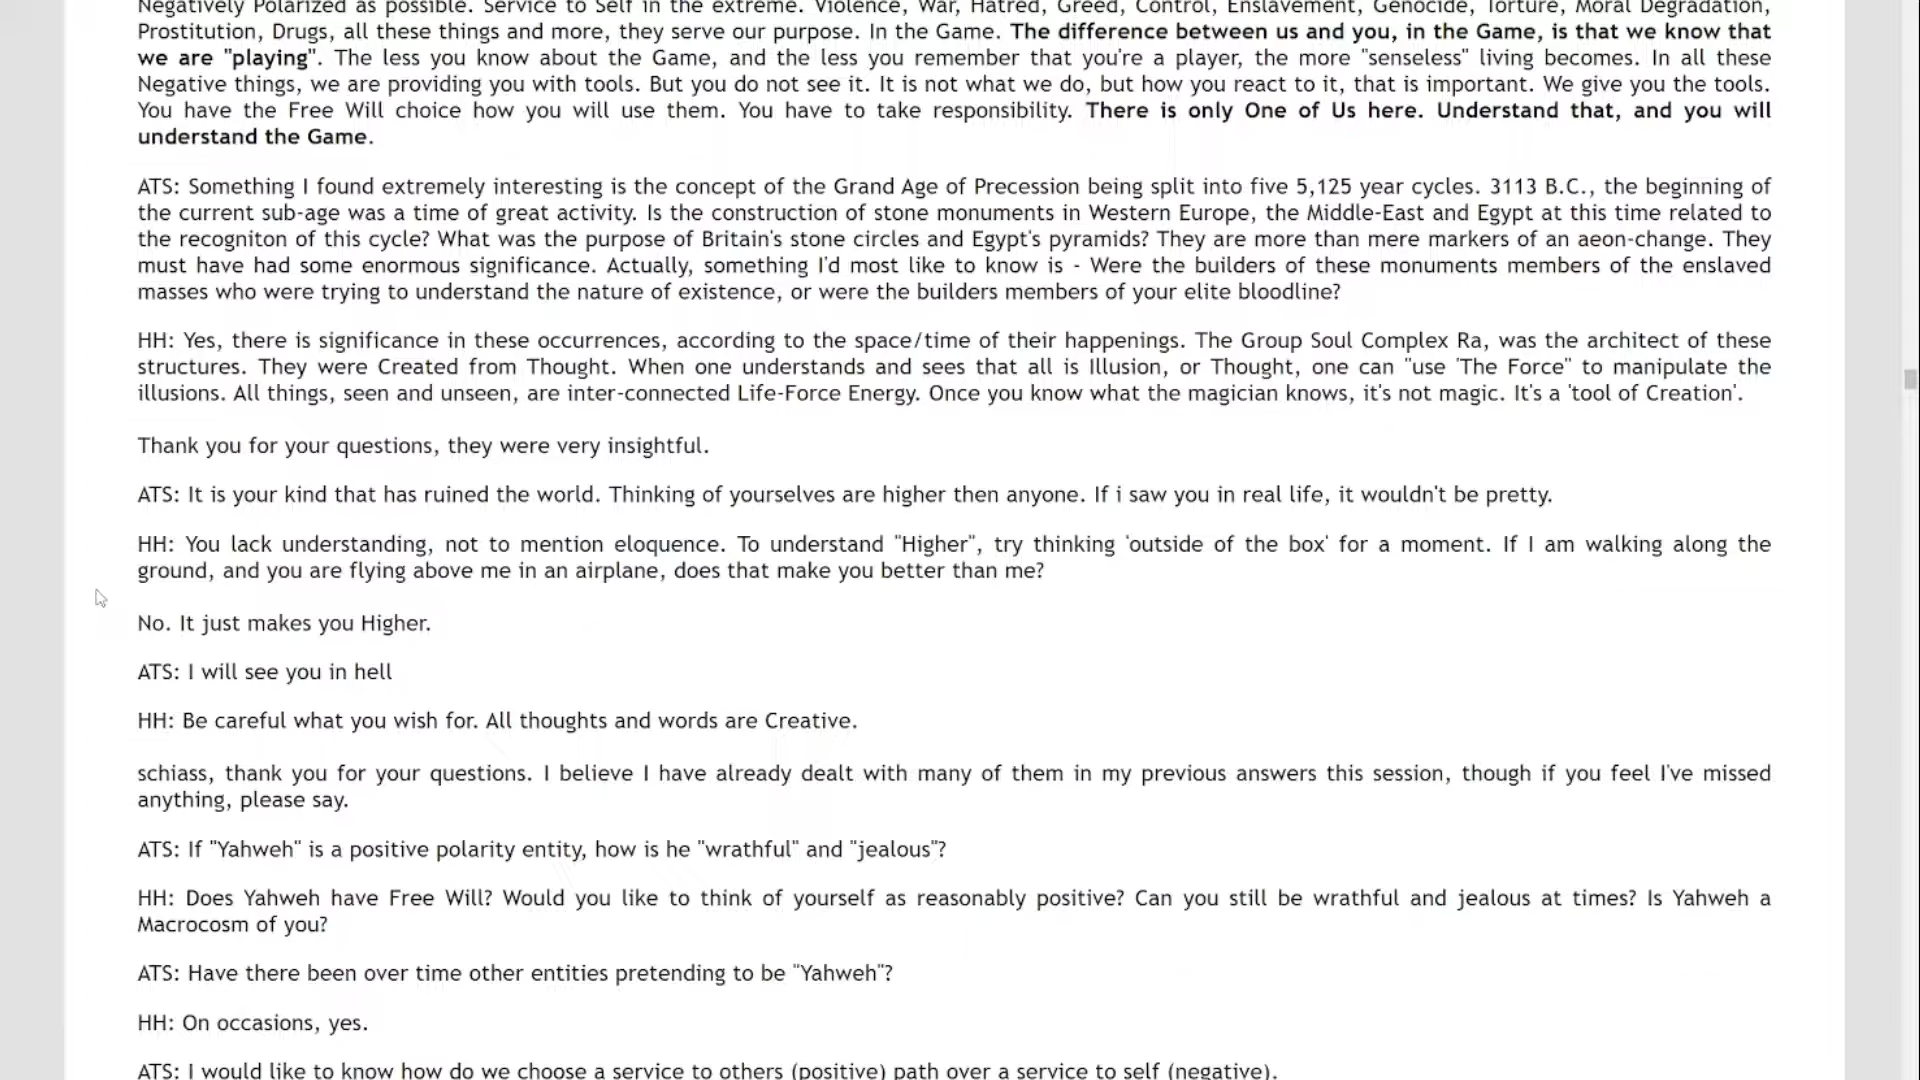 Negatively Polarized as possible. Service to Self in the extreme. Violence, War, Hatred, Greed, Control, Enslavement, Genocide, Torture, Moral Degradation,
Prostitution, Drugs, all these things and more, they serve our purpose. In the Game. The difference between us and you, in the Game, is that we know that
we are "playing". The less you know about the Game, and the less you remember that you're a player, the more "senseless" living becomes. In all these
Negative things, we are providing you with tools. But you do not see it. It is not what we do, but how you react to it, that is important. We give you the tools.
You have the Free Will choice how you will use them. You have to take responsibility. There is only One of Us here. Understand that, and you will
understand the Game.
ATS: Something I found extremely interesting is the concept of the Grand Age of Precession being split into five 5,125 year cycles. 3113 B.C., the beginning of
the current sub-age was a time of great activity. Is the construction of stone monuments in Western Europe, the Middle-East and Egypt at this time related to
the recogniton of this cycle? What was the purpose of Britain's stone circles and Egypt's pyramids? They are more than mere markers of an aeon-change. They
must have had some enormous significance. Actually, something I'd most like to know is - Were the builders of these monuments members of the enslaved
masses who were trying to understand the nature of existence, or were the builders members of your elite bloodline?
HH: Yes, there is significance in these occurrences, according to the space/time of their happenings. The Group Soul Complex Ra, was the architect of these
structures. They were Created from Thought. When one understands and sees that all is Illusion, or Thought, one can "use 'The Force" to manipulate the
illusions. All things, seen and unseen, are inter-connected Life-Force Energy. Once you know what the magician knows, it's not magic. It's a 'tool of Creation'.
Thank you for your questions, they were very insightful.
ATS: It is your kind that has ruined the world. Thinking of yourselves are higher then anyone. If i saw you in real life, it wouldn't be pretty.
HH: You lack understanding, not to mention eloquence. To understand "Higher", try thinking 'outside of the box' for a moment. If I am walking along the
ground, and you are flying above me in an airplane, does that make you better than me?
No. It just makes you Higher.
ATS: I will see you in hell
HH: Be careful what you wish for. All thoughts and words are Creative.
schiass, thank you for your questions. I believe I have already dealt with many of them in my previous answers this session, though if you feel I've missed
anything, please say.
ATS: If "Yahweh" is a positive polarity entity, how is he "wrathful" and "jealous"?
HH: Does Yahweh have Free Will? Would you like to think of yourself as reasonably positive? Can you still be wrathful and jealous at times? Is Yahweh a
Macrocosm of you?
ATS: Have there been over time other entities pretending to be "Yahweh"?
HH: On occasions, yes.
ATS: I would like to know how do we choose a service to others (positive) path over a service to self (negative).